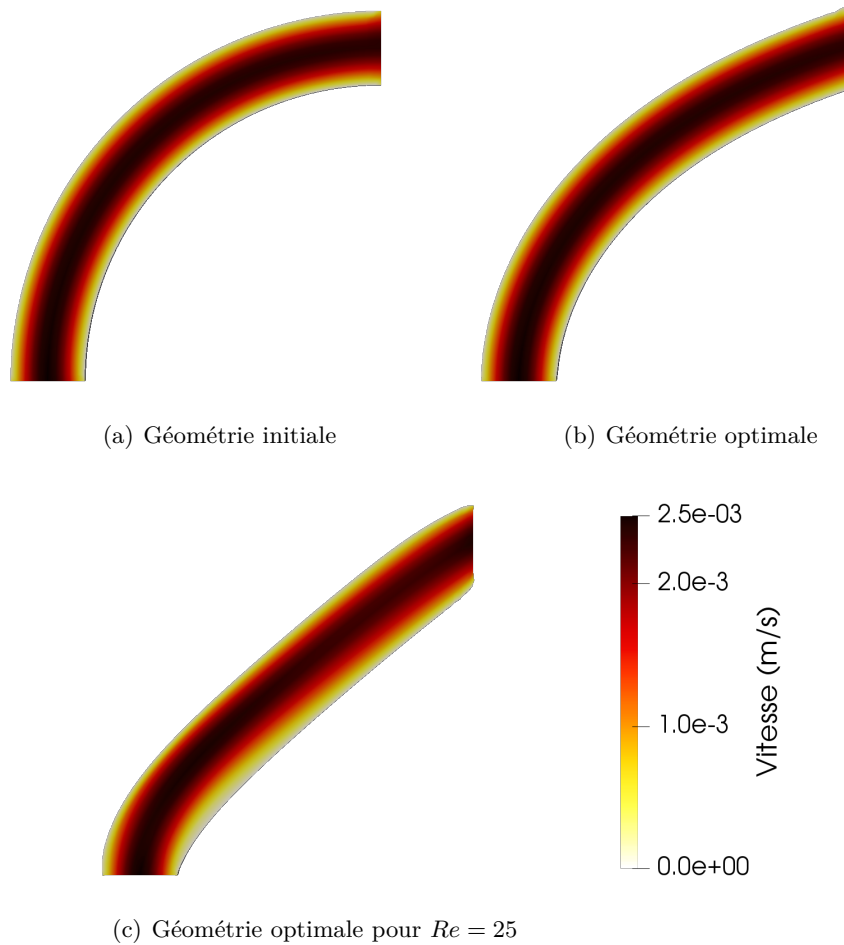 (a) Géométrie initiale
(b) Géométrie optimale
2.5e-03
2.0e-3
1.0e-3
0.0e+00
Vitesse (m/s)
(c) Géométrie optimale pour Re = 25